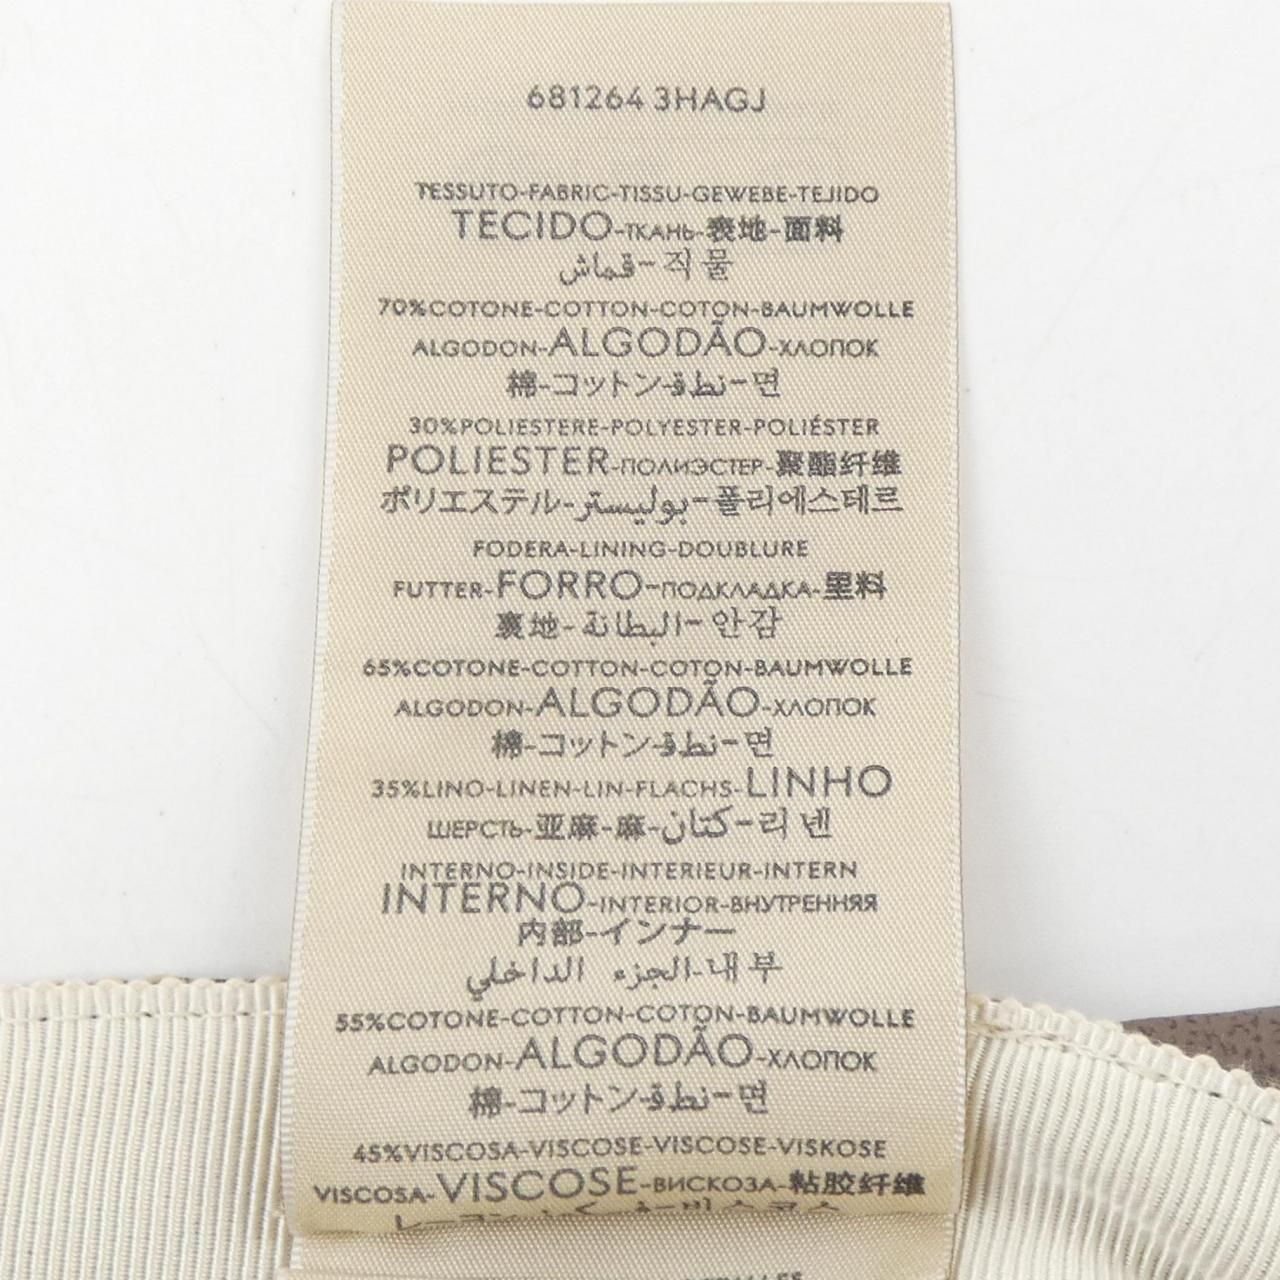 681264 3HAGJ
TESSUTO-FABRIC-TISSU-GEWEBE-TEJIDO
TECIDO-ТКАНЬ-表地-面料
قماش-직물
70%COTONE-COTTON-COTON-BAUMWOLLE
ALGODON-ALGODÃO-ХЛОПОК
棉-コットン-نطق-면
30%POLIESTERE-POLYESTER-POLIÉSTER
POLIESTER-ПОЛИЭСТЕР-聚酯纤维
ポリエステル-بوليستر-폴리에스테르
FODERA-LINING-DOUBLURE
FUTTER-FORRO-ПОДКЛАДКА-里料
裏地-البطانة-안감
65%COTONE-COTTON-COTON-BAUMWOLLE
ALGODON-ALGODÃO-ХЛОПОК
棉-コットン-نطق-면
35%LINO-LINEN-LIN-FLACHS-LINHO
ШЕРСТЬ-亚麻-麻-كتان-리넨
INTERNO-INSIDE-INTERIEUR-INTERN
INTERNO-INTERIOR-ВНУТРЕННЯЯ
内部-インナー
الجزء الداخلي-내부
55%COTONE-COTTON-COTON-BAUMWOLLE
ALGODON-ALGODÃO-ХЛОПОК
棉-コットン-نطق-면
45%VISCOSA-VISCOSE-VISCOSE-VISKOSE
VISCOSA-VISCOSE-ВИСКОЗА-粘胶纤维